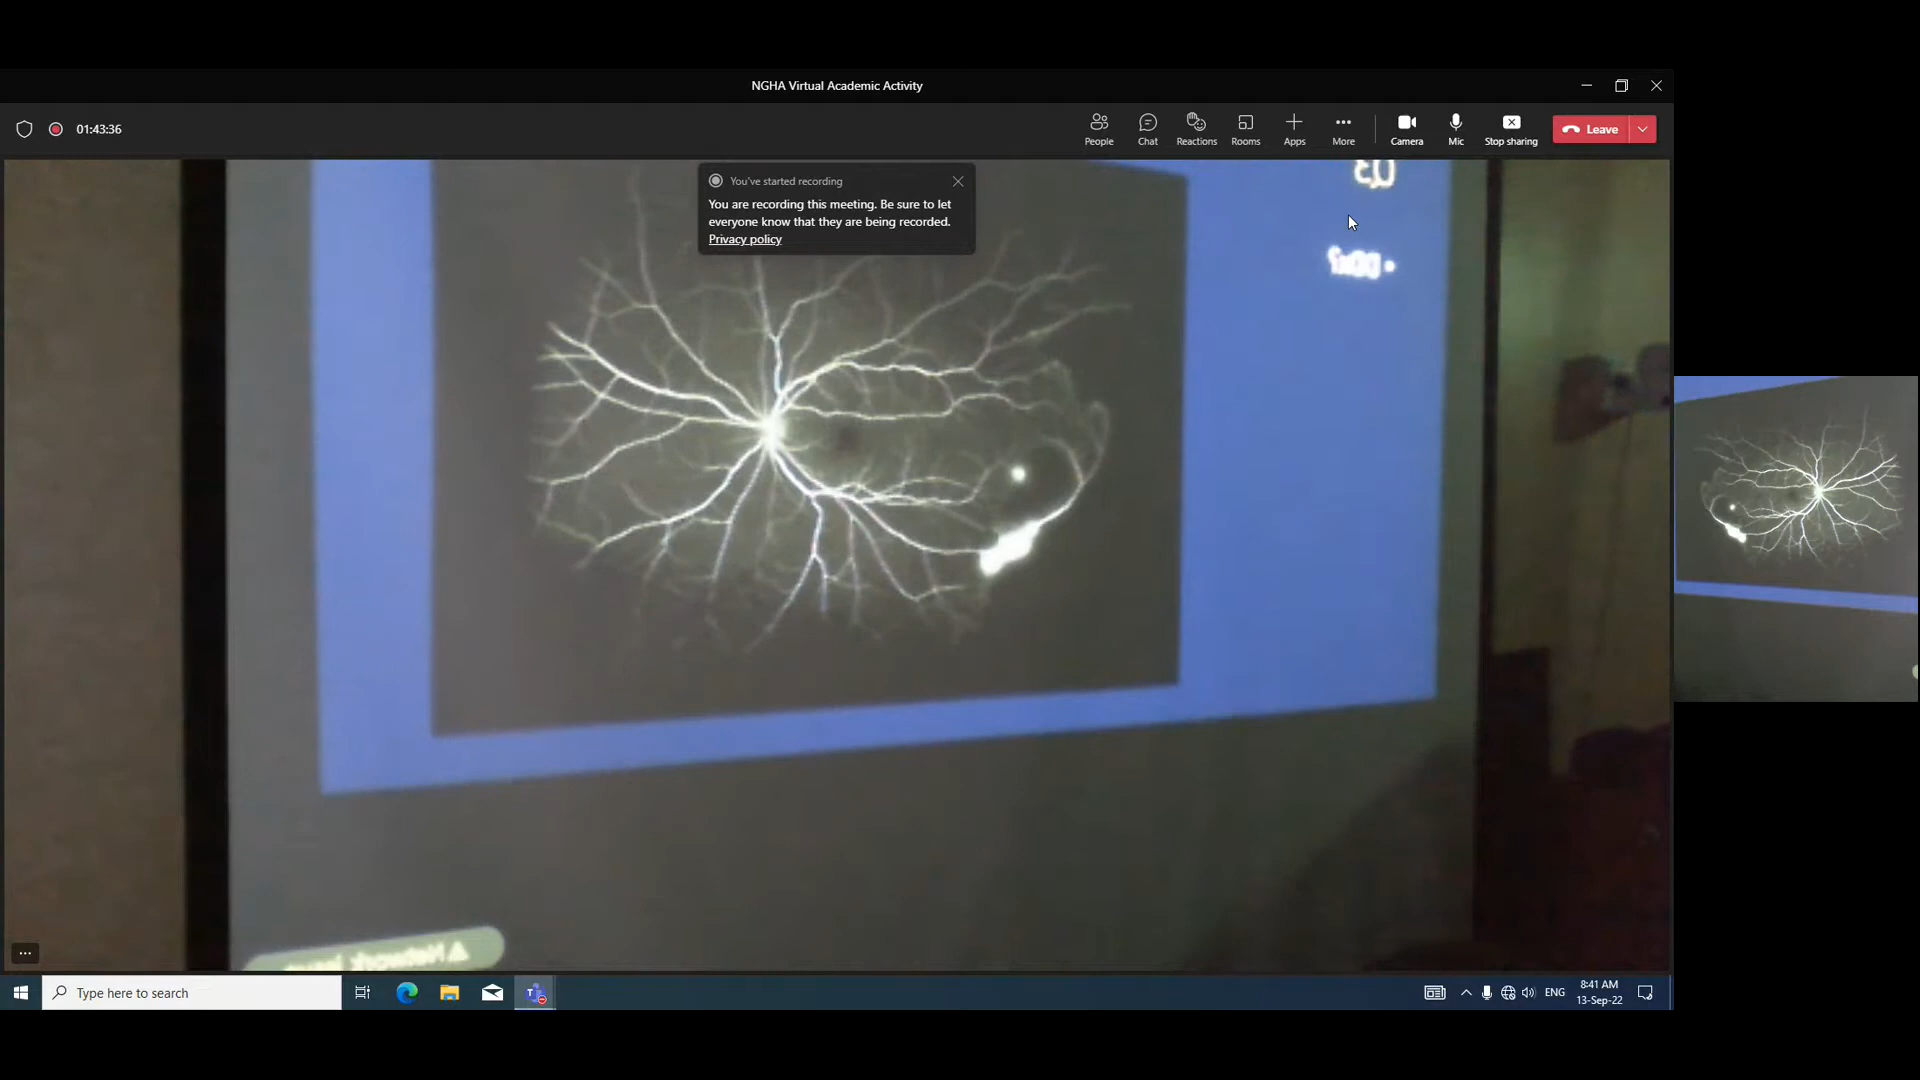 NGHA Virtual Academic Activity
01:43:36
People
Chat
Reactions
Rooms
Apps
More
Camera
Mic
Stop sharing
Leave
You've started recording
You are recording this meeting. Be sure to let
everyone know that they are being recorded.
Privacy policy
Q3
• DDx?
Type here to search
ENG
8:41 AM
13-Sep-22